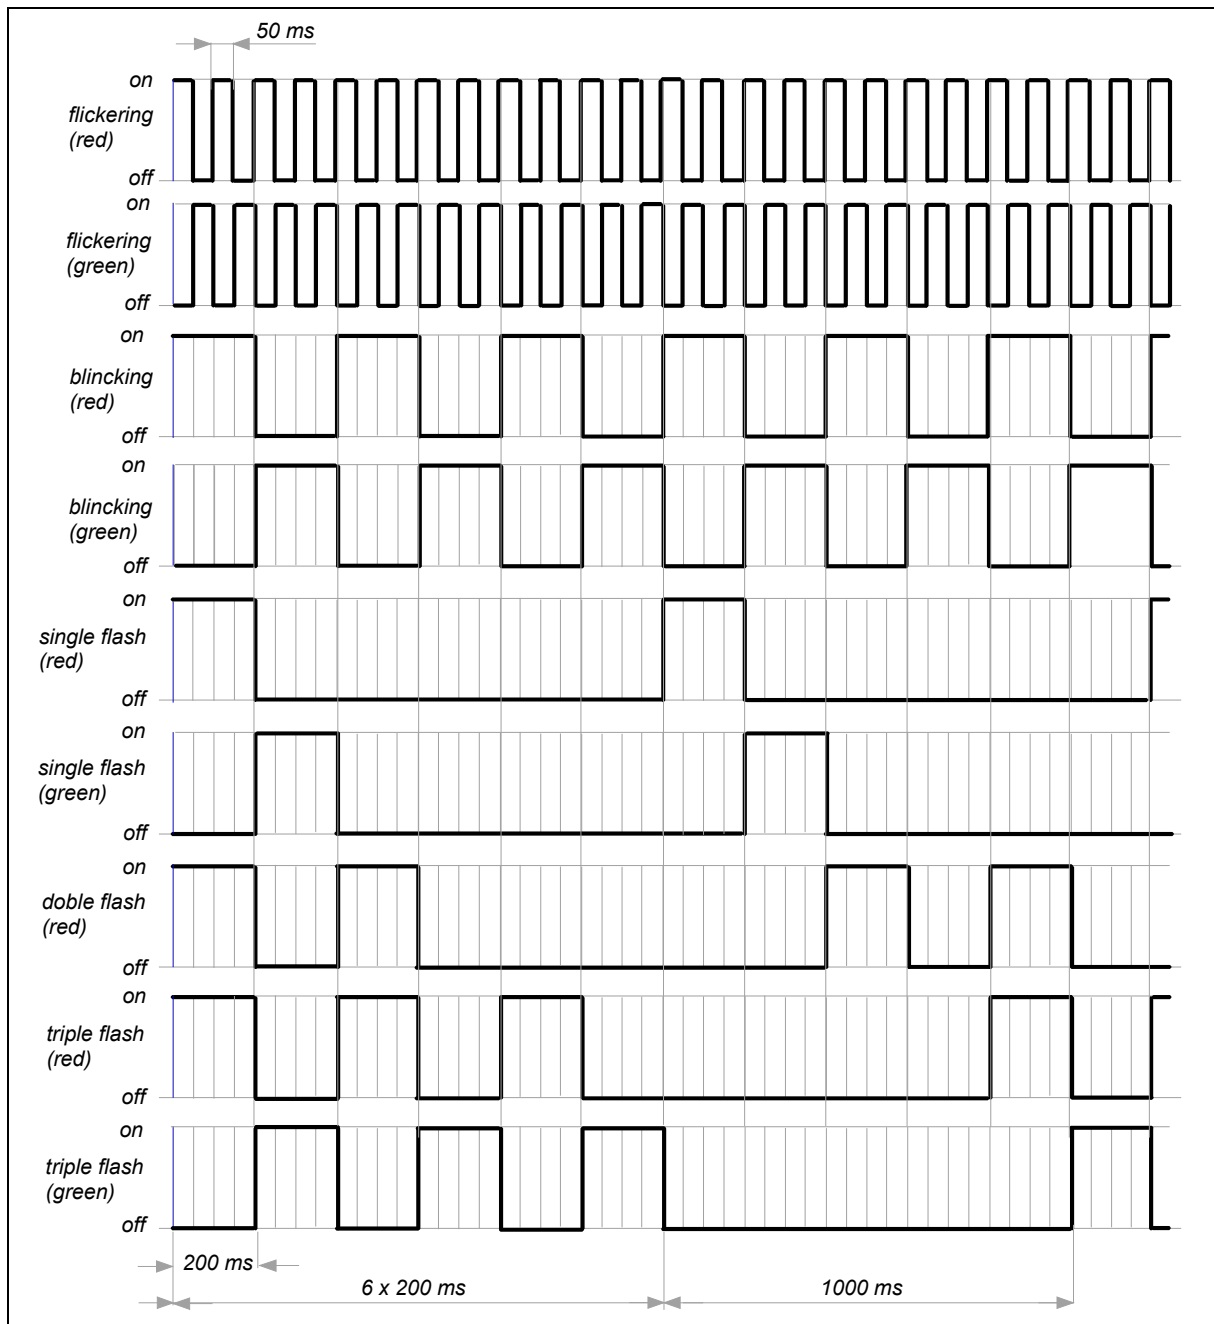 50 ms
on
flickering
(red)
off
on
flickering
(green)
off
on
blincking
(red)
off
on
blincking
(green)
off
on
single flash
(red)
off
on
single flash
(green)
off
on
doble flash
(red)
off
on
triple flash
(red)
off
on
triple flash
(green)
off
200 ms
6 x 200 ms
1000 ms